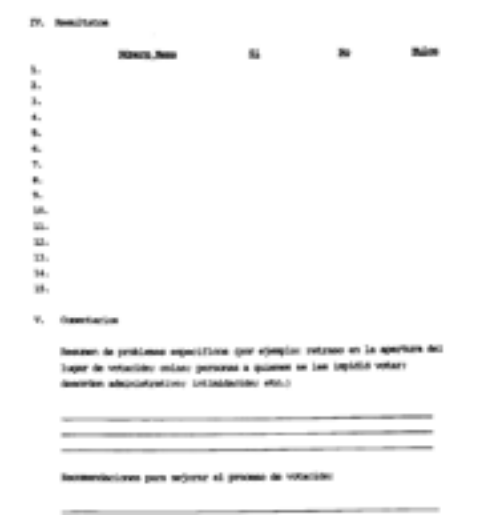 IV. Resultados
Número Mesa Si No Nulos
1.
2.
3.
4.
5.
6.
7.
8.
9.
10.
11.
12.
13.
14.
15.
V. Comentarios
Resumen de problemas específicos (por ejemplo: retraso en la apertura del
lugar de votación; colas; personas a quienes se les impidió votar;
desorden administrativo; intimidación; etc.)
Recomendaciones para mejorar el proceso de votación: